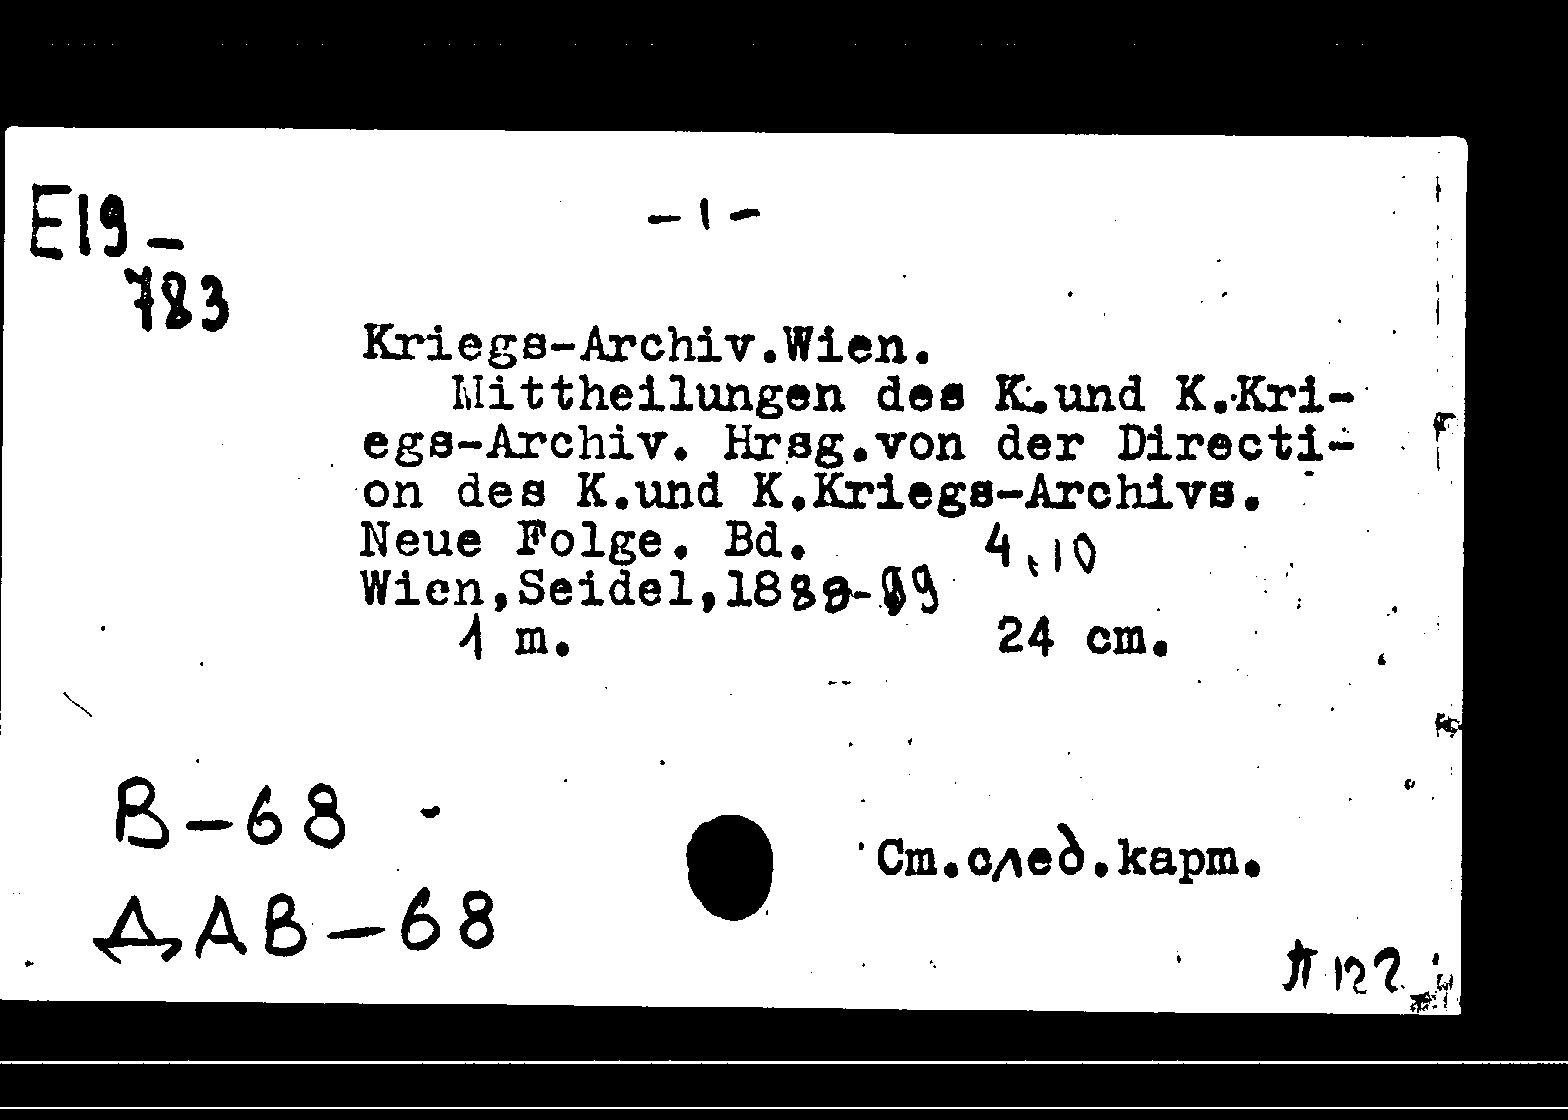 E19-
783
- 1 -
Kriegs-Archiv.Wien.
Mittheilungen des K.und K.Kri-
egs-Archiv. Hrsg.von der Directi-
on des K.und K.Kriegs-Archivs.
Neue Folge. Bd. 4,10
Wien,Seidel,1889-99
1 m. 24 cm.
В-68
ДАВ-68
Cm.след.карт.
П 122